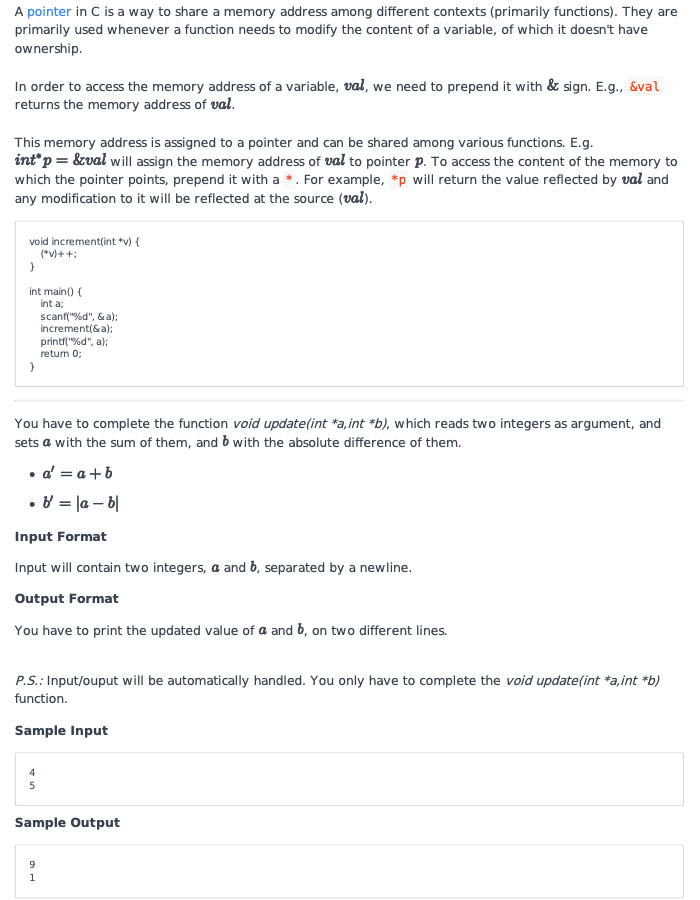 A pointer in C is a way to share a memory address among different contexts (primarily functions). They are
primarily used whenever a function needs to modify the content of a variable, of which it doesn't have
ownership.
In order to access the memory address of a variable, val, we need to prepend it with & sign. E.g., &val
returns the memory address of val.
This memory address is assigned to a pointer and can be shared among various functions. E.g.
int*p = &val will assign the memory address of val to pointer p. To access the content of the memory to
which the pointer points, prepend it with a *. For example, *p will return the value reflected by val and
any modification to it will be reflected at the source (val).
void increment(int *v) {
(*v)++;
}
int main() {
int a;
scanf("%d", &a);
increment(&a);
printf("%d", a);
return 0;
}
You have to complete the function void update(int *a,int *b), which reads two integers as argument, and
sets a with the sum of them, and b with the absolute difference of them.
• a′ = a + b
• b′ = |a − b|
Input Format
Input will contain two integers, a and b, separated by a newline.
Output Format
You have to print the updated value of a and b, on two different lines.
P.S.: Input/ouput will be automatically handled. You only have to complete the void update(int *a,int *b)
function.
Sample Input
4
5
Sample Output
9
1